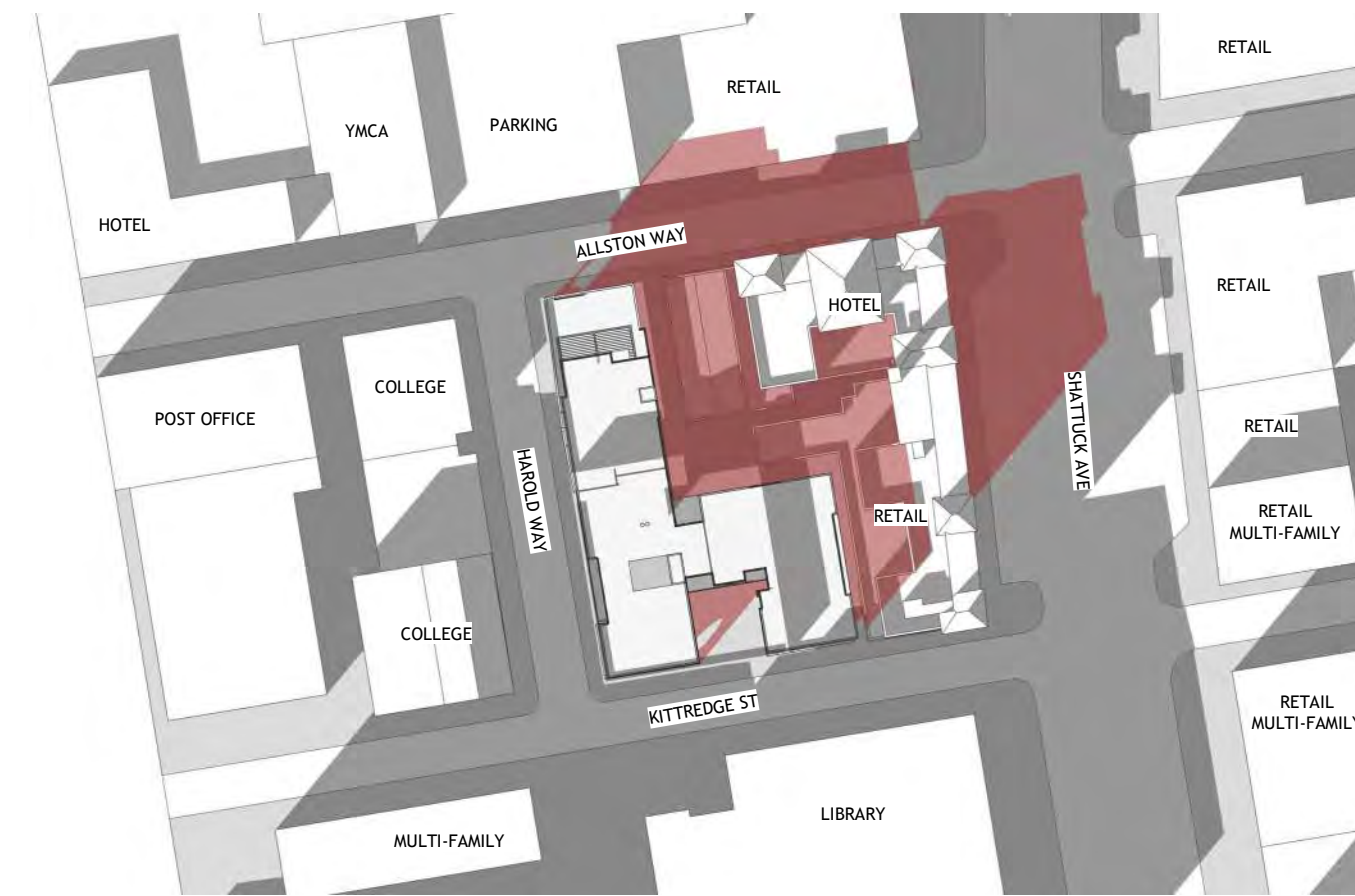 RETAIL
RETAIL
YMCA
PARKING
HOTEL
ALLSTON WAY
RETAIL
HOTEL
COLLEGE
POST OFFICE
SHATTUCK AVE
RETAIL
HAROLD WAY
RETAIL
RETAIL
MULTI-FAMILY
COLLEGE
KITTREDGE ST
RETAIL
MULTI-FAMILY
LIBRARY
MULTI-FAMILY